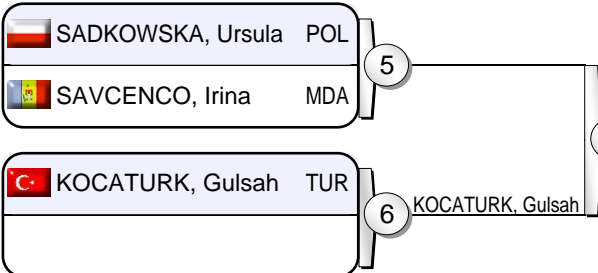 SADKOWSKA, Ursula POL
5
SAVCENCO, Irina MDA
KOCATURK, Gulsah TUR
6 KOCATURK, Gulsah